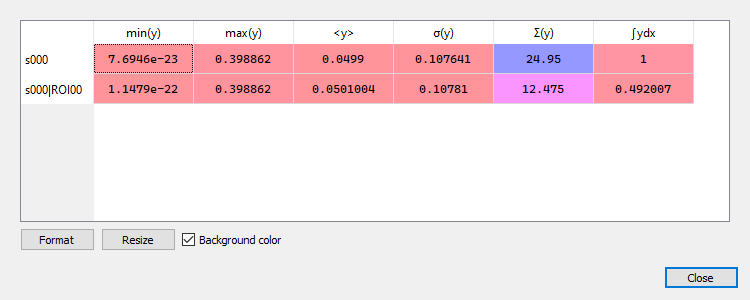 min(y) max(y) <y> σ(y) Σ(y) ∫ydx
s000 7.6946e-23 0.398862 0.0499 0.107641 24.95 1
s000|ROI00 1.1479e-22 0.398862 0.0501004 0.10781 12.475 0.492007
Format Resize Background color
Close